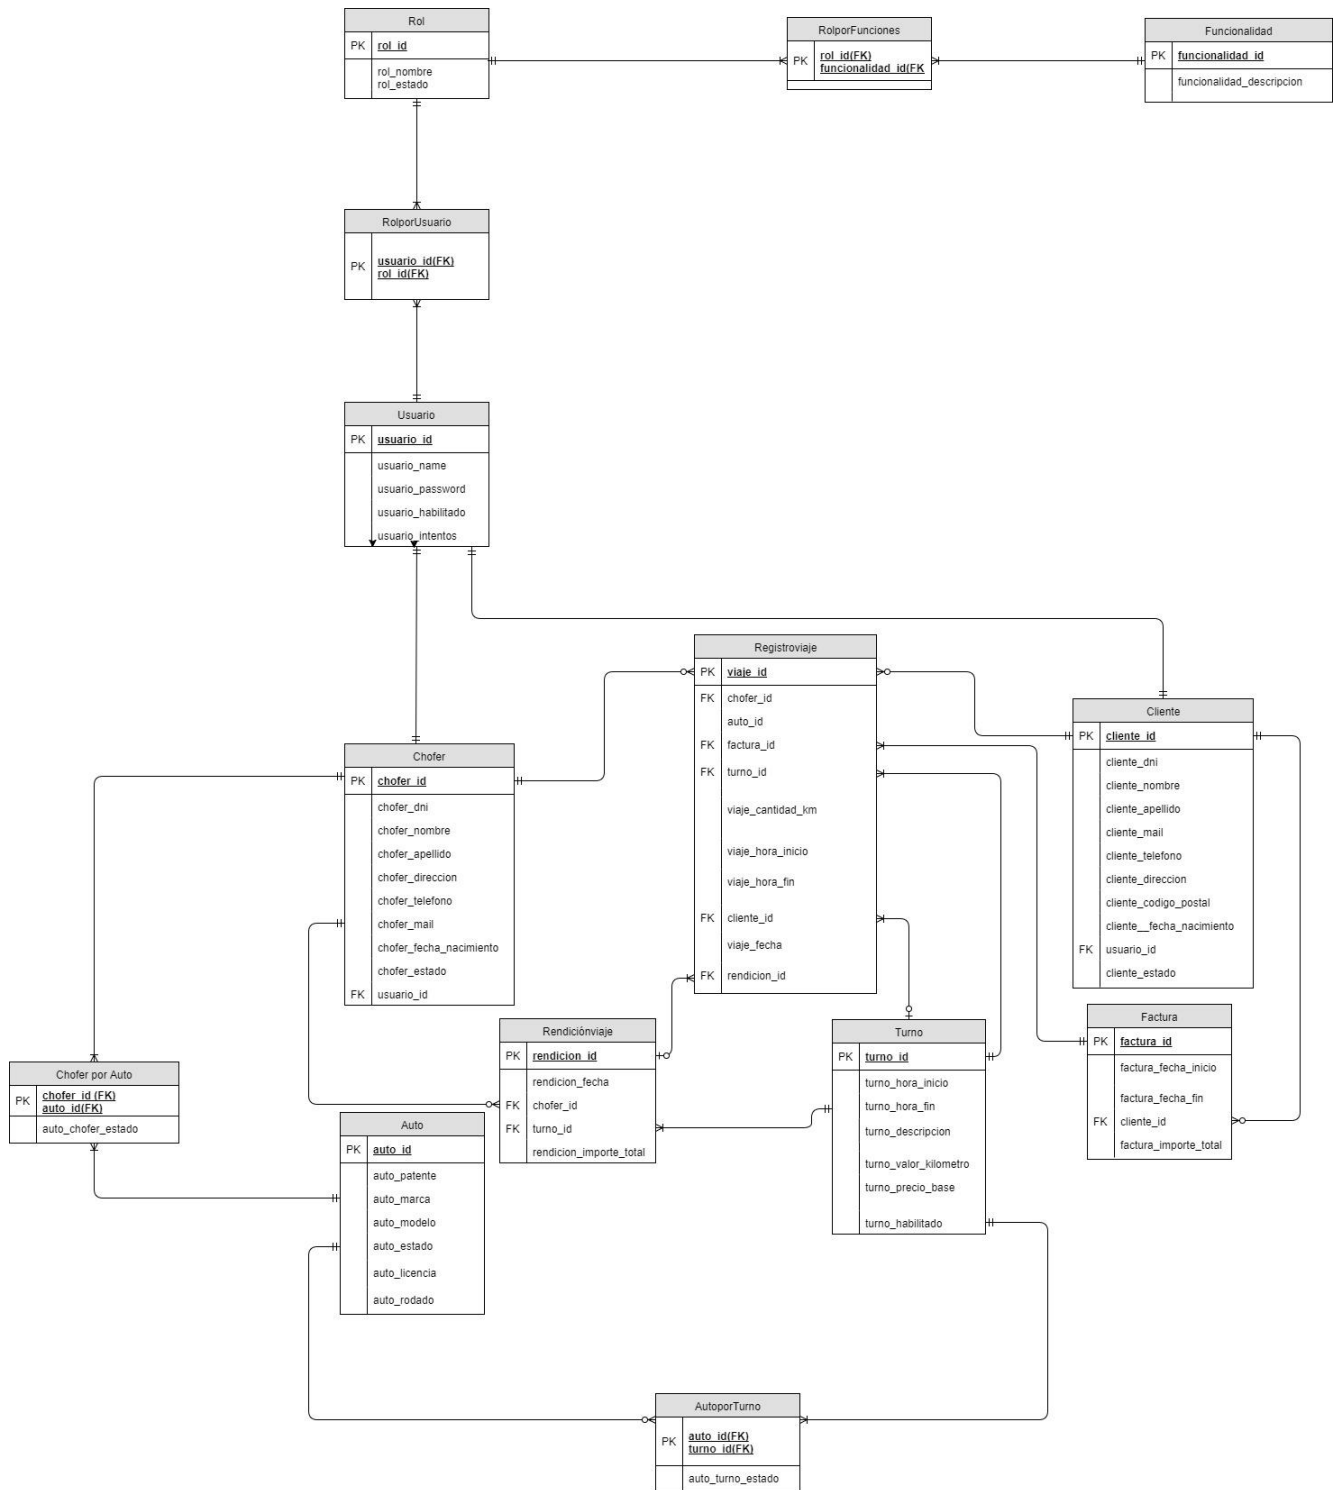 Rol
PK rol_id
rol_nombre
rol_estado
RolporFunciones
PK rol_id(FK)
funcionalidad_id(FK
Funcionalidad
PK funcionalidad_id
funcionalidad_descripcion
RolporUsuario
PK usuario_id(FK)
rol_id(FK)
Usuario
PK usuario_id
usuario_name
usuario_password
usuario_habilitado
usuario_intentos
Registroviaje
PK viaje_id
FK chofer_id
auto_id
FK factura_id
FK turno_id
viaje_cantidad_km
viaje_hora_inicio
viaje_hora_fin
FK cliente_id
viaje_fecha
FK rendicion_id
Cliente
PK cliente_id
cliente_dni
cliente_nombre
cliente_apellido
cliente_mail
cliente_telefono
cliente_direccion
cliente_codigo_postal
cliente__fecha_nacimiento
FK usuario_id
cliente_estado
Chofer
PK chofer_id
chofer_dni
chofer_nombre
chofer_apellido
chofer_direccion
chofer_telefono
chofer_mail
chofer_fecha_nacimiento
chofer_estado
FK usuario_id
Factura
PK factura_id
factura_fecha_inicio
factura_fecha_fin
FK cliente_id
factura_importe_total
Rendiciónviaje
PK rendicion_id
rendicion_fecha
FK chofer_id
FK turno_id
rendicion_importe_total
Turno
PK turno_id
turno_hora_inicio
turno_hora_fin
turno_descripcion
turno_valor_kilometro
turno_precio_base
turno_habilitado
Chofer por Auto
PK chofer_id (FK)
auto_id(FK)
auto_chofer_estado
Auto
PK auto_id
auto_patente
auto_marca
auto_modelo
auto_estado
auto_licencia
auto_rodado
AutoporTurno
PK auto_id(FK)
turno_id(FK)
auto_turno_estado